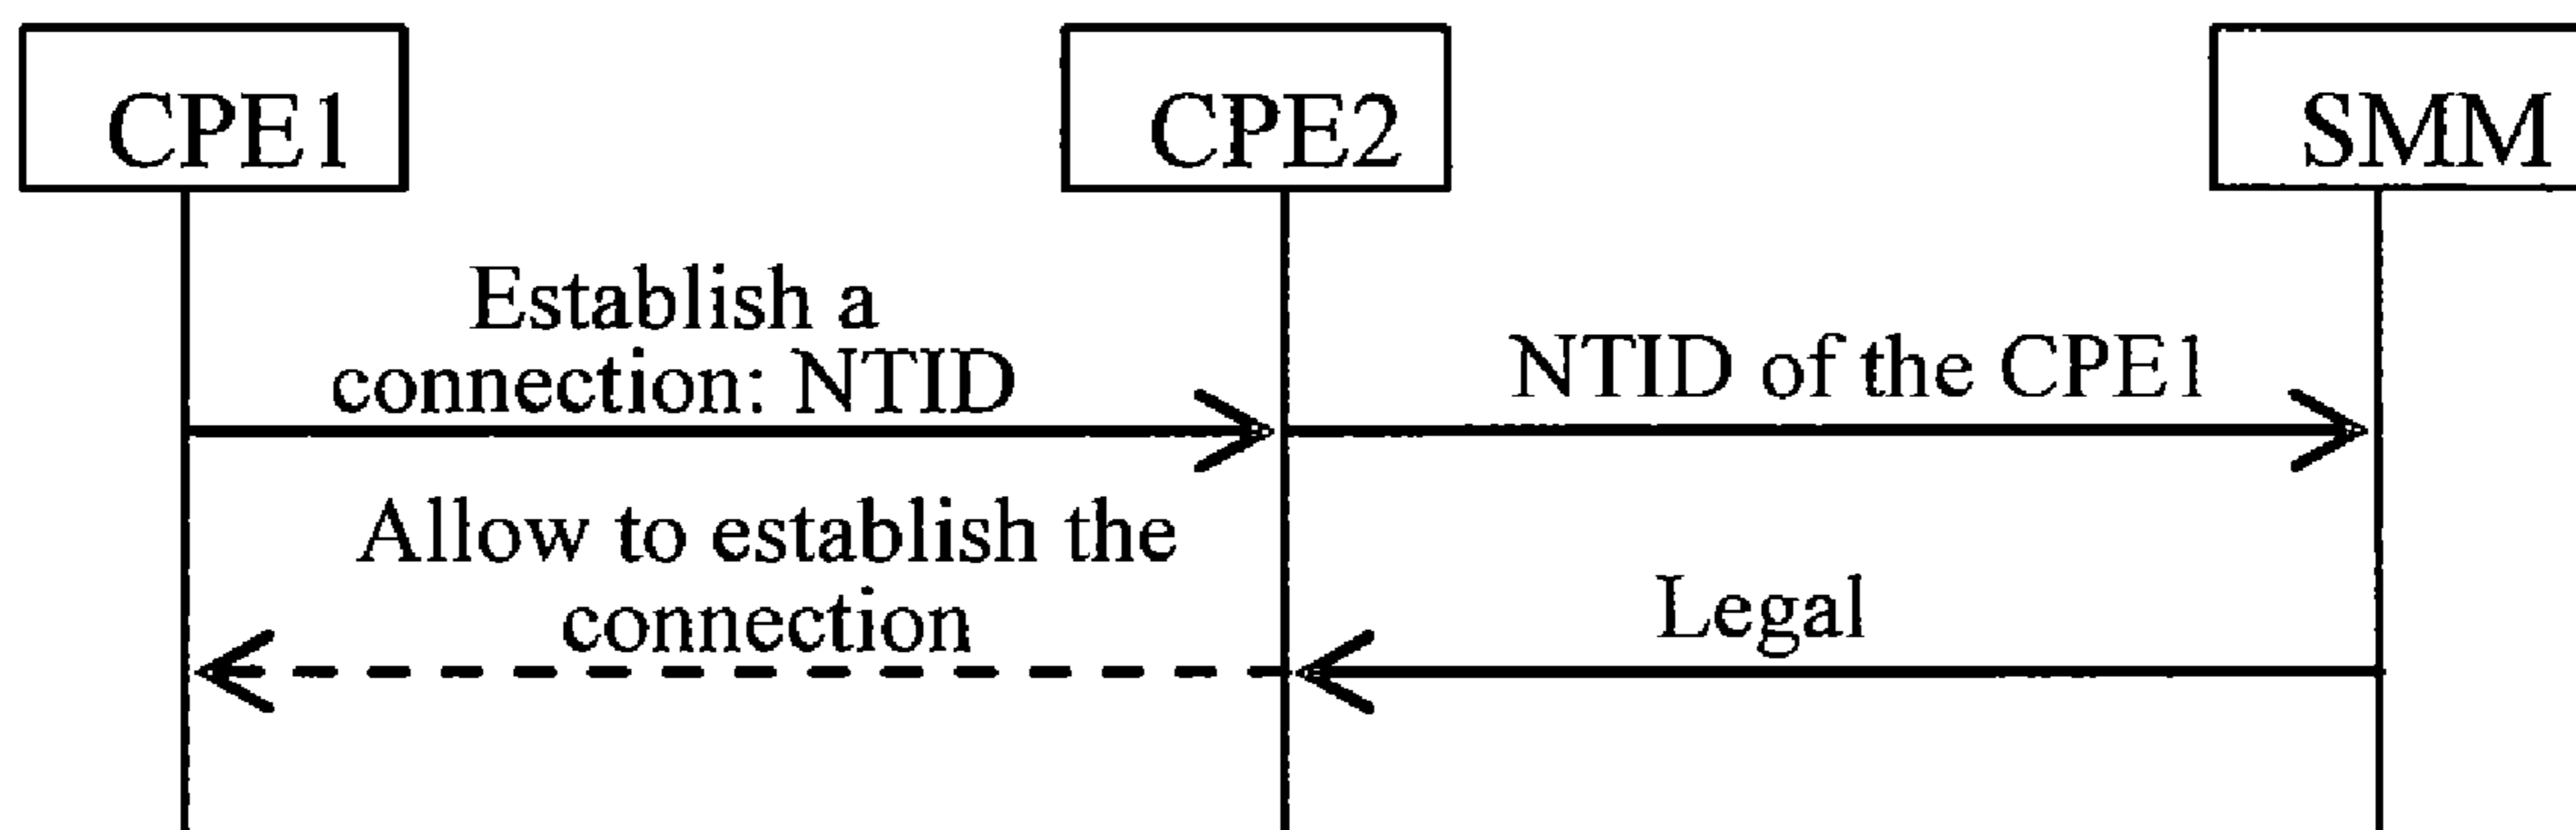 CPE1
CPE2
SMM
Establish a
connection: NTID
NTID of the CPE1
Allow to establish the
connection
Legal